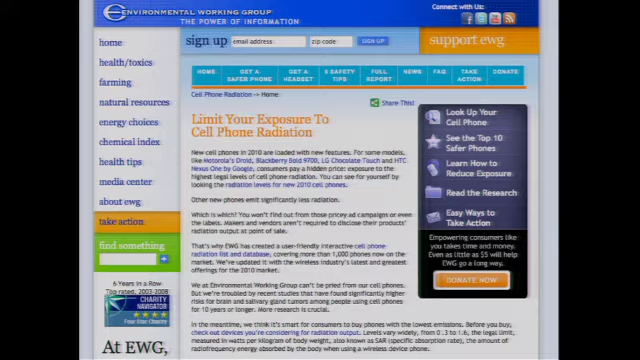 ENVIRONMENTAL WORKING GROUP
THE POWER OF INFORMATION
Connect with Us:
sign up email address zip code SIGN UP
support ewg
home
health/toxics
farming
natural resources
energy choices
chemical index
health tips
media center
about ewg
take action
find something
6 Years in a Row
Top rated, 2003-2008
CHARITY
NAVIGATOR
Four Star Charity
At EWG,
HOME
GET A
SAFER PHONE
GET A
HEADSET
8 SAFETY
TIPS
FULL
REPORT
NEWS
FAQ
TAKE
ACTION
DONATE
Cell Phone Radiation -> Home
Share This!
Limit Your Exposure To
Cell Phone Radiation
New cell phones in 2010 are loaded with new features. For some models,
like Motorola's Droid, Blackberry Bold 9700, LG Chocolate Touch and HTC
Nexus One by Google, consumers pay a hidden price: exposure to the
highest legal levels of cell phone radiation. You can see for yourself by
looking the radiation levels for new 2010 cell phones.
Other new phones emit significantly less radiation.
Which is which? You won't find out from those pricey ad campaigns or even
the labels. Makers and vendors aren't required to disclose their products'
radiation output at point of sale.
That's why EWG has created a user-friendly interactive cell phone
radiation list and database, covering more than 1,000 phones now on the
market. We've updated it with the wireless industry's latest and greatest
offerings for the 2010 market.
We at Environmental Working Group can't be pried from our cell phones.
But we're troubled by recent studies that have found significantly higher
risks for brain and salivary gland tumors among people using cell phones
for 10 years or longer. More research is crucial.
In the meantime, we think it's smart for consumers to buy phones with the lowest emissions. Before you buy,
check out devices you're considering for radiation output. Levels vary widely, from 0.3 to 1.6, the legal limit,
measured in watts per kilogram of body weight, also known as SAR (specific absorption rate), the amount of
radiofrequency energy absorbed by the body when using a wireless phone device.
Look Up Your
Cell Phone
See the Top 10
Safer Phones
Learn How to
Reduce Exposure
Read the Research
Easy Ways to
Take Action
Empowering consumers like
you takes time and money.
Even as little as $5 will help
EWG go a long way.
DONATE NOW